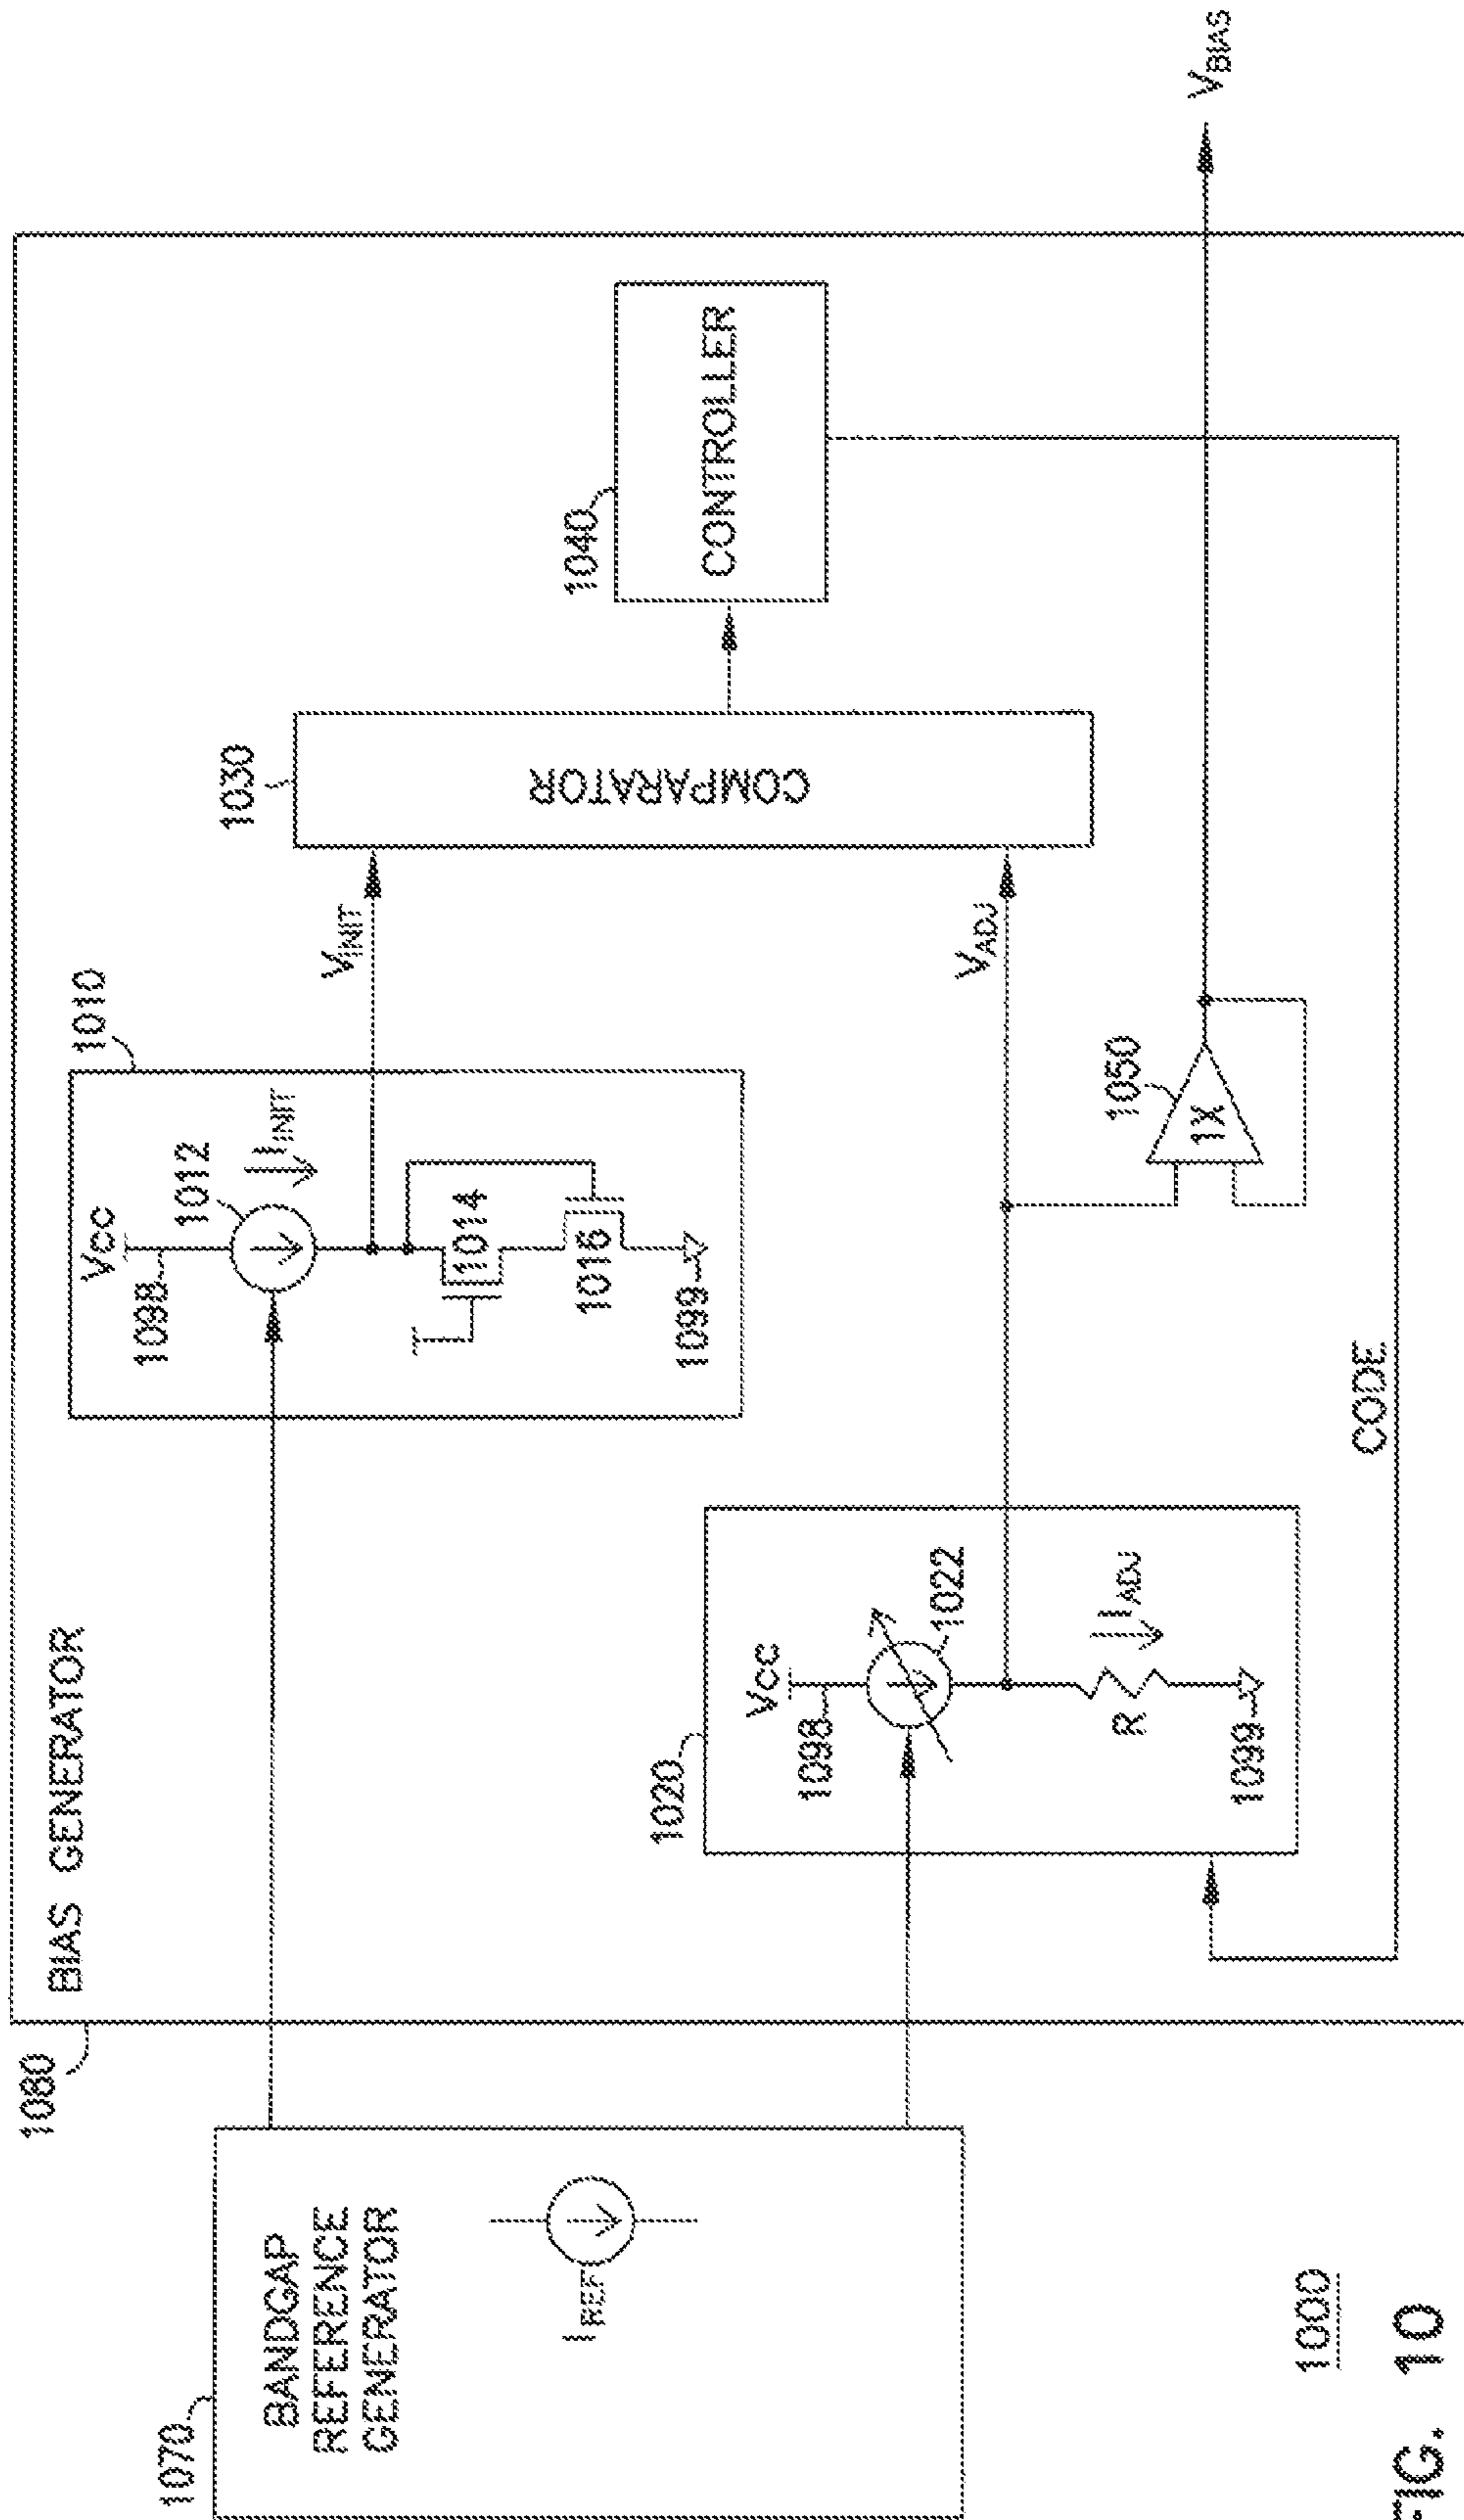 1080
BIAS GENERATOR
1070
BANDGAP
REFERENCE
GENERATOR
IREF
1010
Vcc
1098
1012
IINIT
1014
1016
1099
VINIT
1020
Vcc
1098
1022
IADJ
R
1099
VADJ
1030
COMPARATOR
1040
CONTROLLER
1050
1X
VBIAS
CODE
1000
FIG. 10